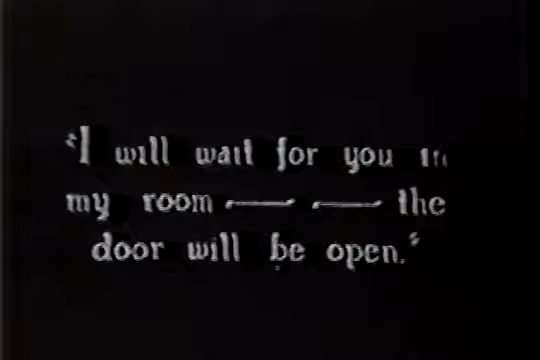 "I will wait for you in
my room — — the
door will be open."